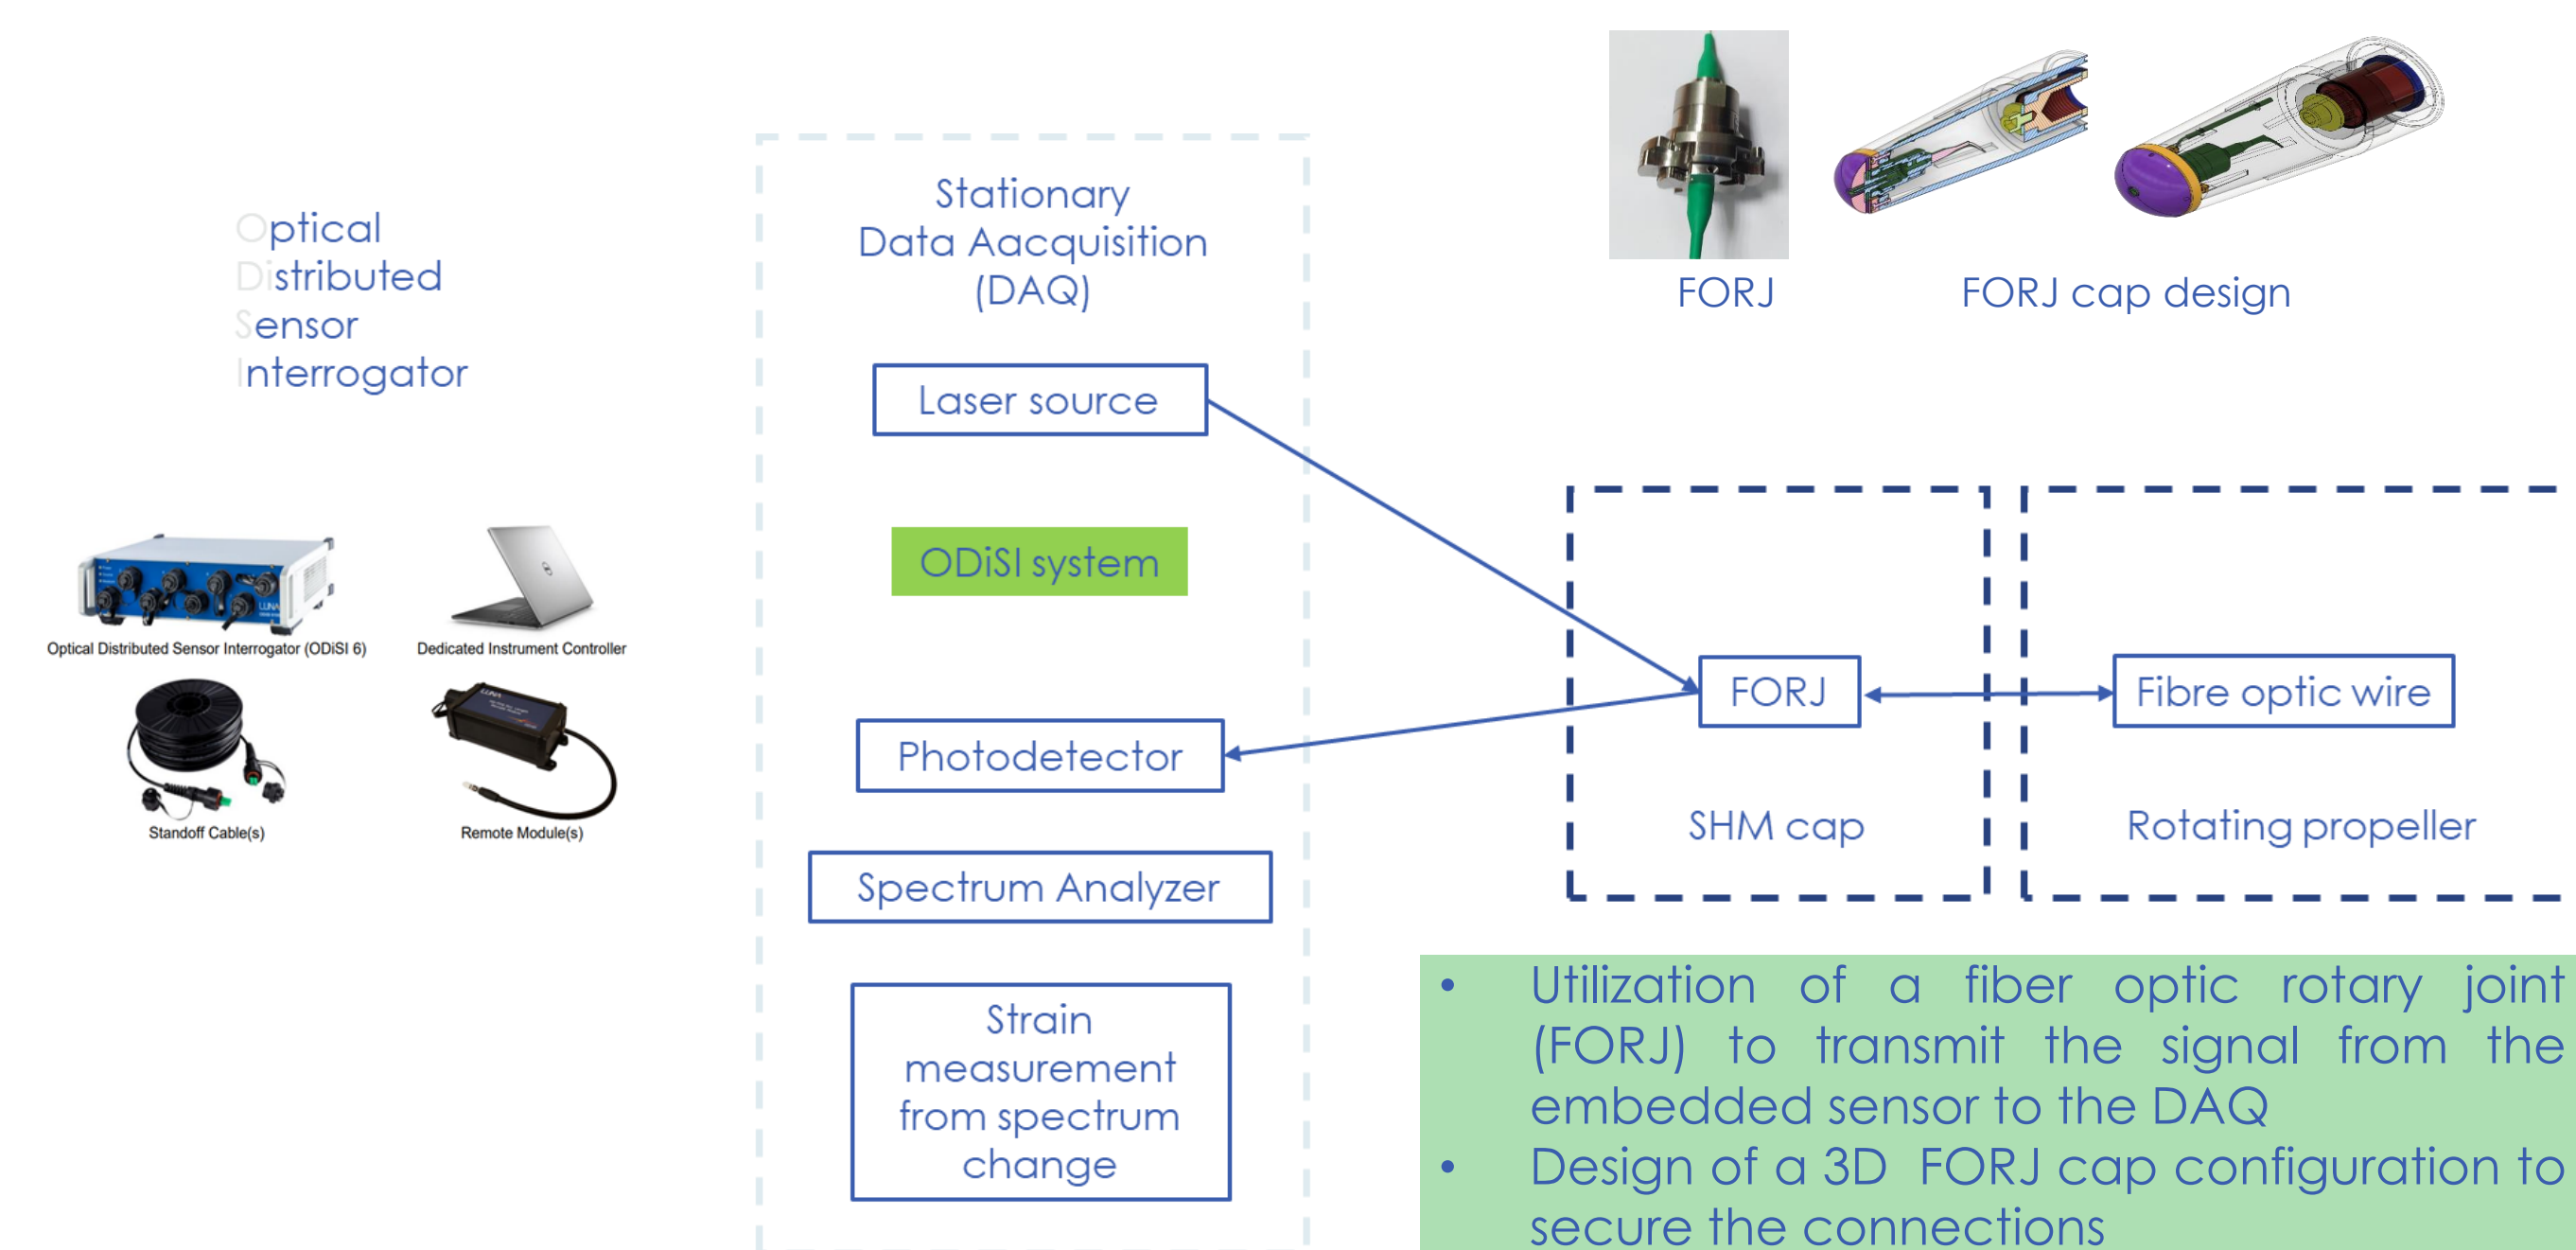 Optical
Distributed
Sensor
Interrogator
Optical Distributed Sensor Interrogator (ODiSI 6)
Dedicated Instrument Controller
Standoff Cable(s)
Remote Module(s)
LUNA
LUNA
Stationary
Data Aacquisition
(DAQ)
Laser source
ODiSI system
Photodetector
Spectrum Analyzer
Strain
measurement
from spectrum
change
FORJ
FORJ cap design
FORJ
SHM cap
Fibre optic wire
Rotating propeller
• Utilization of a fiber optic rotary joint
(FORJ) to transmit the signal from the
embedded sensor to the DAQ
• Design of a 3D FORJ cap configuration to
secure the connections